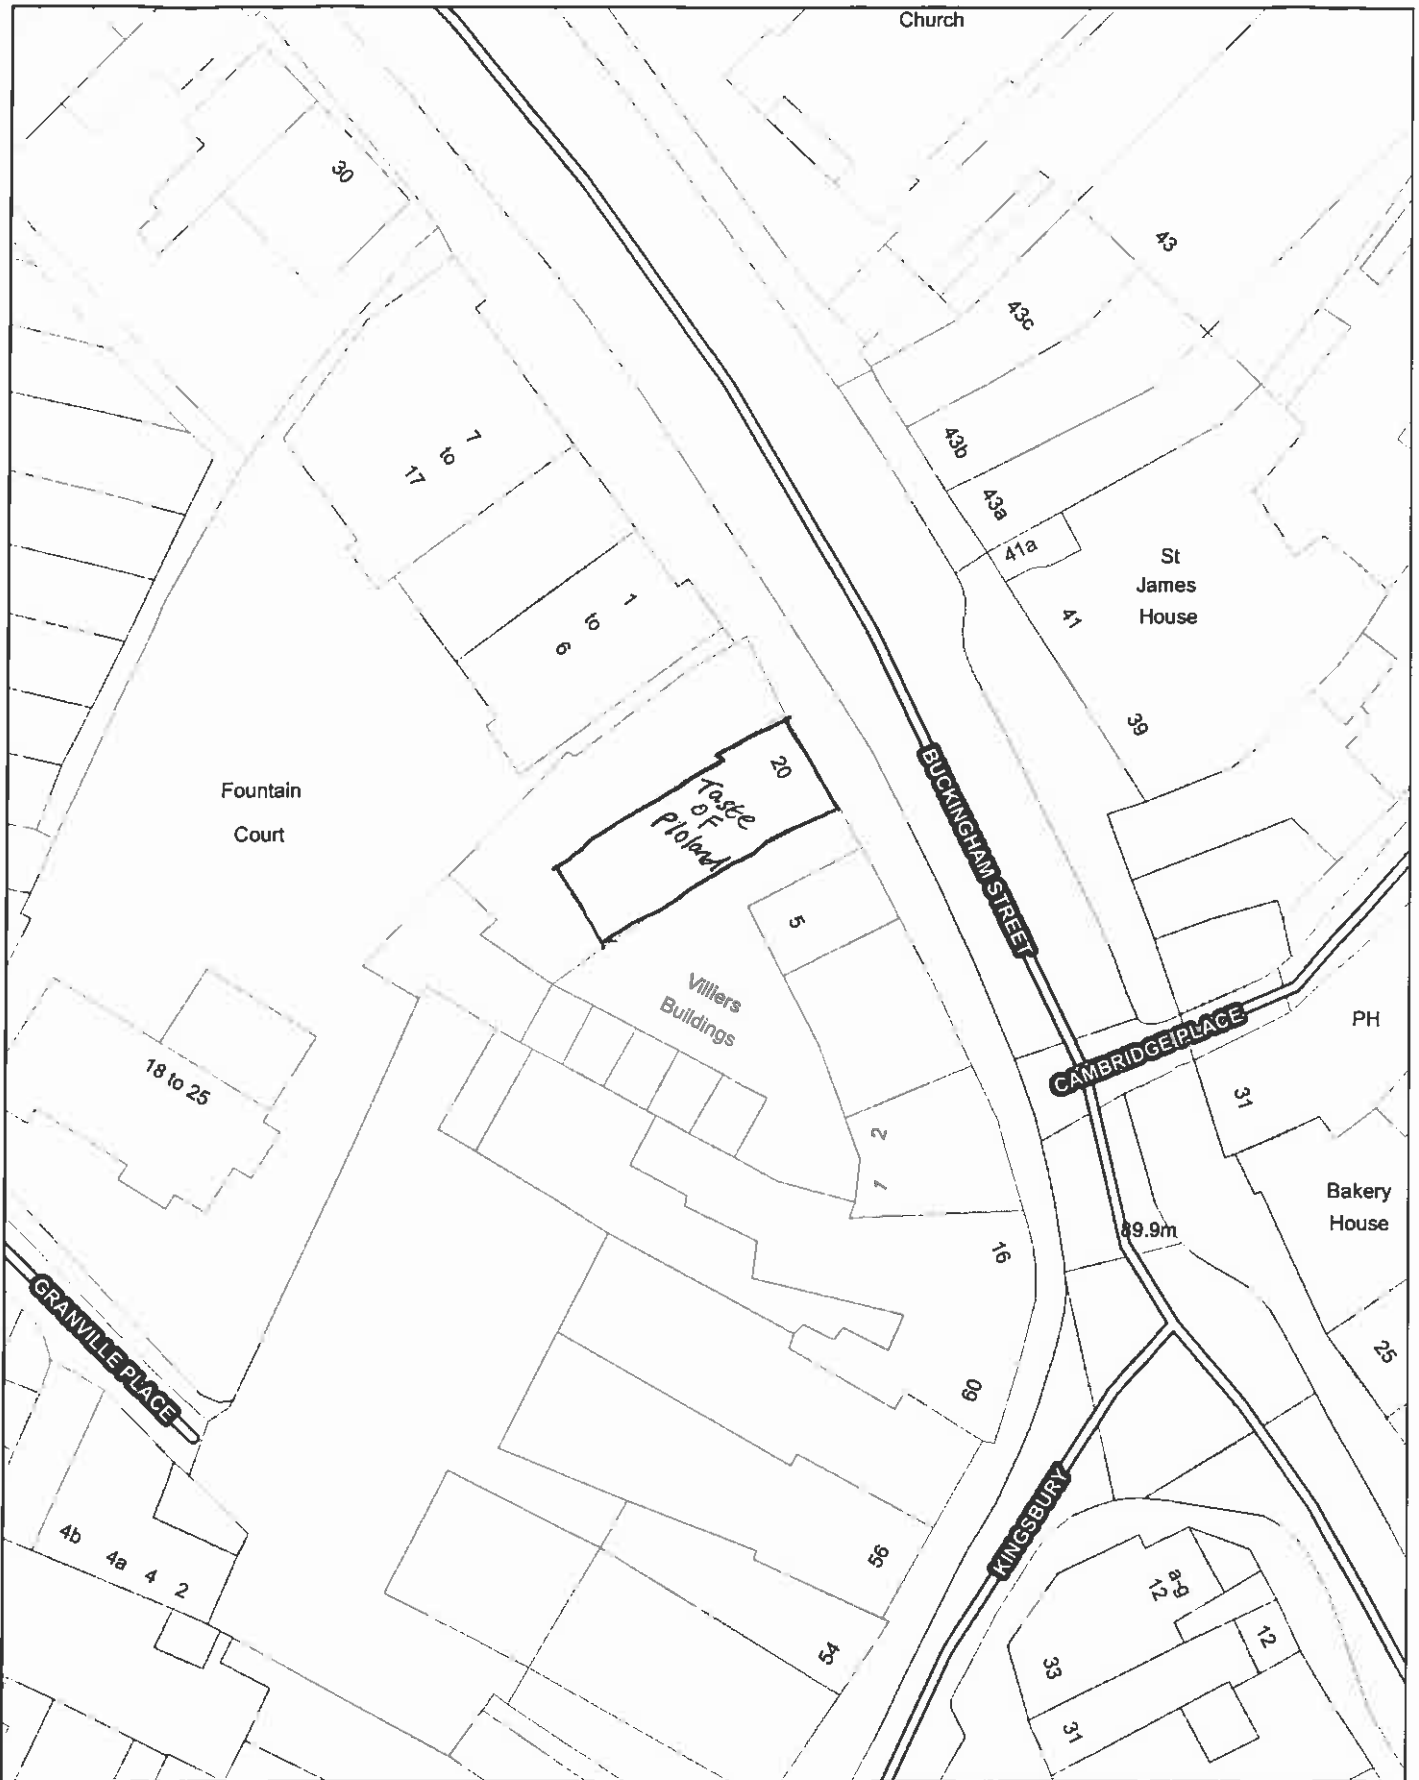 Church
30
43
43c
7
to
17
43b
43a
41a
St
James
House
1
to
6
41
39
20
Taste
OF
Ploland
BUCKINGHAM STREET
Fountain
Court
5
Villiers
Buildings
PH
CAMBRIDGE PLACE
18 to 25
31
2
1
Bakery
House
89.9m
16
GRANVILLE PLACE
25
60
KINGSBURY
4b
4a
4
2
56
a-g
12
12
54
33
31